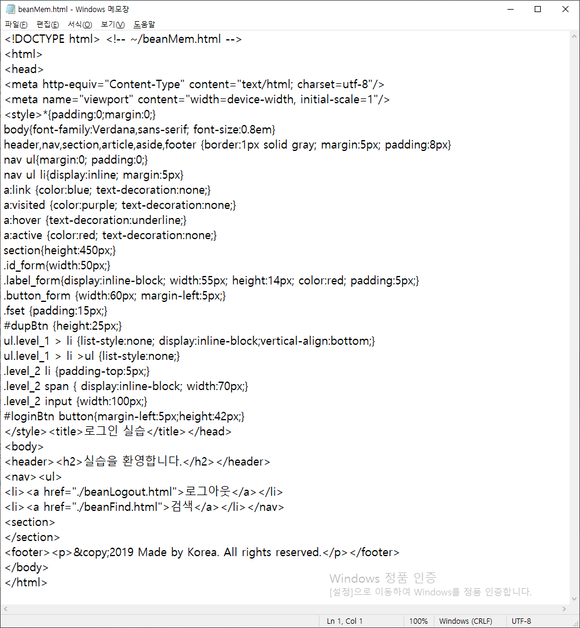 beanMem.html - Windows 메모장
파일(F) 편집(E) 서식(O) 보기(V) 도움말
<!DOCTYPE html> <!-- ~/beanMem.html -->
<html>
<head>
<meta http-equiv="Content-Type" content="text/html; charset=utf-8"/>
<meta name="viewport" content="width=device-width, initial-scale=1"/>
<style>*{padding:0;margin:0;}
body{font-family:Verdana,sans-serif; font-size:0.8em}
header,nav,section,article,aside,footer {border:1px solid gray; margin:5px; padding:8px}
nav ul{margin:0; padding:0;}
nav ul li{display:inline; margin:5px}
a:link {color:blue; text-decoration:none;}
a:visited {color:purple; text-decoration:none;}
a:hover {text-decoration:underline;}
a:active {color:red; text-decoration:none;}
section{height:450px;}
.id_form{width:50px;}
.label_form{display:inline-block; width:55px; height:14px; color:red; padding:5px;}
.button_form {width:60px; margin-left:5px;}
.fset {padding:15px;}
#dupBtn {height:25px;}
ul.level_1 > li {list-style:none; display:inline-block;vertical-align:bottom;}
ul.level_1 > li >ul {list-style:none;}
.level_2 li {padding-top:5px;}
.level_2 span { display:inline-block; width:70px;}
.level_2 input {width:100px;}
#loginBtn button{margin-left:5px;height:42px;}
</style><title>로그인 실습</title></head>
<body>
<header><h2>실습을 환영합니다.</h2></header>
<nav><ul>
<li><a href="./beanLogout.html">로그아웃</a></li>
<li><a href="./beanFind.html">검색</a></li></nav>
<section>
</section>
<footer><p>&copy;2019 Made by Korea. All rights reserved.</p></footer>
</body>
</html>
Windows 정품 인증
[설정]으로 이동하여 Windows를 정품 인증합니다.
Ln 1, Col 1 100% Windows (CRLF) UTF-8